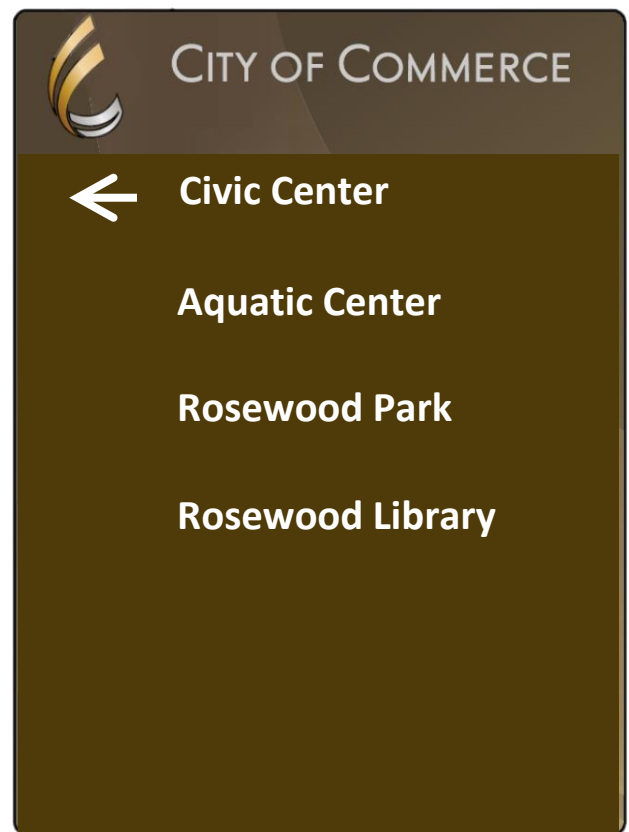 CITY OF COMMERCE
Civic Center
Aquatic Center
Rosewood Park
Rosewood Library